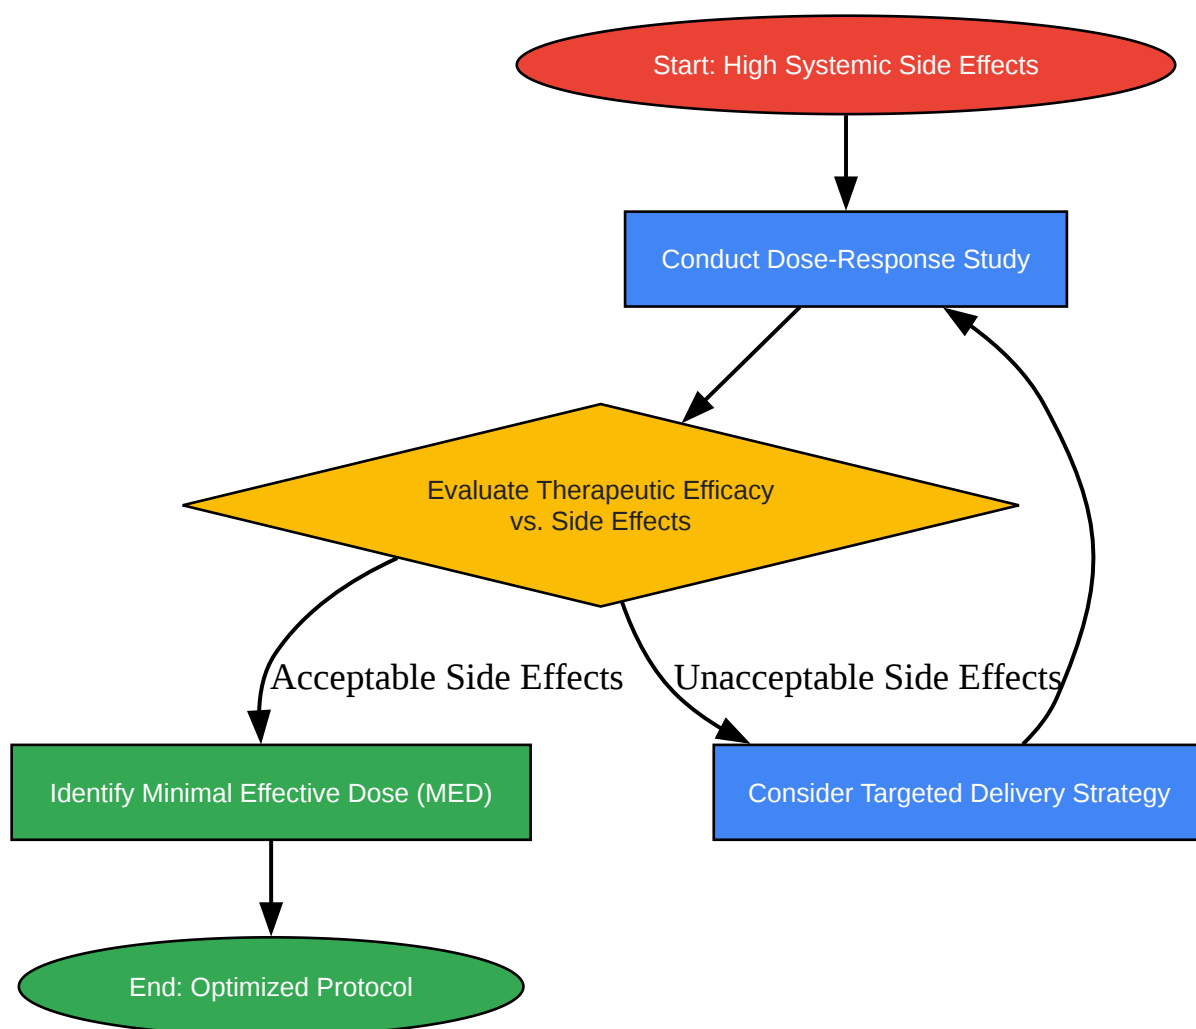 Start: High Systemic Side Effects
Conduct Dose-Response Study
Evaluate Therapeutic Efficacy
vs. Side Effects
Acceptable Side Effects
Unacceptable Side Effects
Identify Minimal Effective Dose (MED)
Consider Targeted Delivery Strategy
End: Optimized Protocol